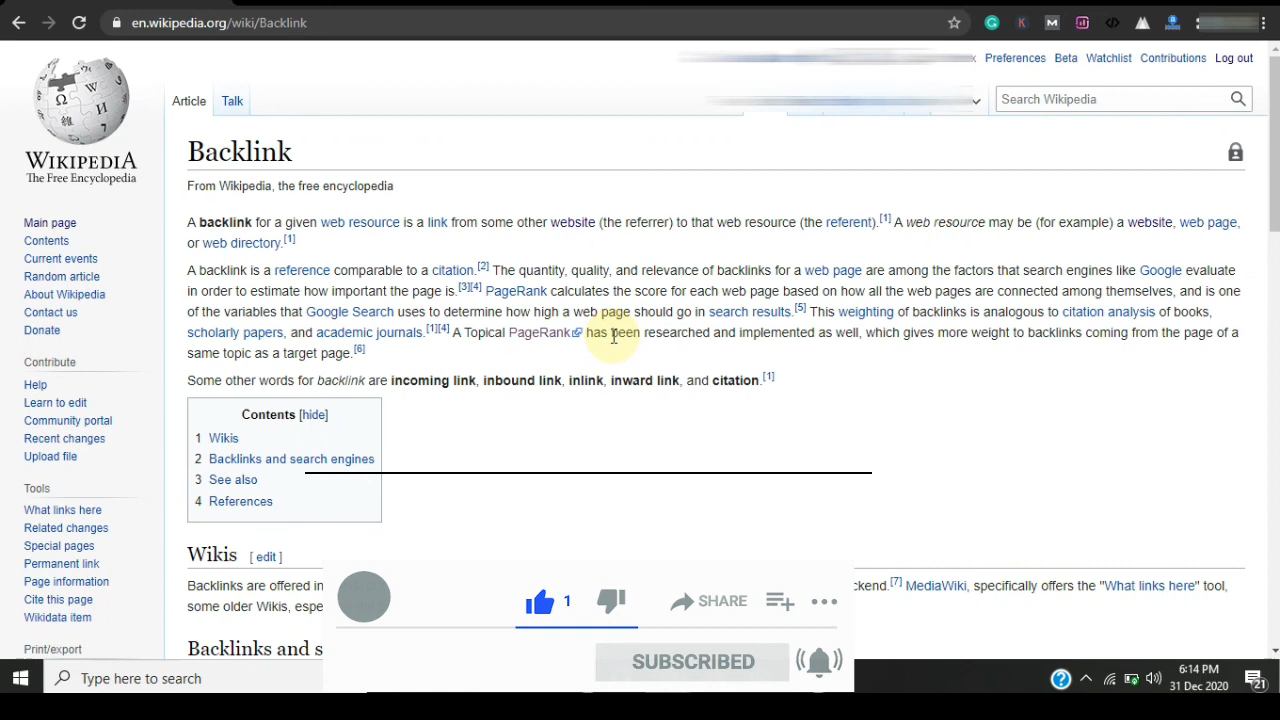 en.wikipedia.org/wiki/Backlink
Preferences Beta Watchlist Contributions Log out
Article Talk
Search Wikipedia
WIKIPEDIA
The Free Encyclopedia
Backlink
From Wikipedia, the free encyclopedia
A backlink for a given web resource is a link from some other website (the referrer) to that web resource (the referent).[1] A web resource may be (for example) a website, web page,
or web directory.[1]
A backlink is a reference comparable to a citation.[2] The quantity, quality, and relevance of backlinks for a web page are among the factors that search engines like Google evaluate
in order to estimate how important the page is.[3][4] PageRank calculates the score for each web page based on how all the web pages are connected among themselves, and is one
of the variables that Google Search uses to determine how high a web page should go in search results.[5] This weighting of backlinks is analogous to citation analysis of books,
scholarly papers, and academic journals.[1][4] A Topical PageRank has been researched and implemented as well, which gives more weight to backlinks coming from the page of a
same topic as a target page.[6]
Some other words for backlink are incoming link, inbound link, inlink, inward link, and citation.[1]
Contents [hide]
1 Wikis
2 Backlinks and search engines
3 See also
4 References
Wikis [ edit ]
Backlinks are offered in
ckend.[7] MediaWiki, specifically offers the "What links here" tool,
some older Wikis, espe
Backlinks and s
Main page
Contents
Current events
Random article
About Wikipedia
Contact us
Donate
Contribute
Help
Learn to edit
Community portal
Recent changes
Upload file
Tools
What links here
Related changes
Special pages
Permanent link
Page information
Cite this page
Wikidata item
Print/export
1 SHARE
SUBSCRIBED
Type here to search
6:14 PM
31 Dec 2020
21